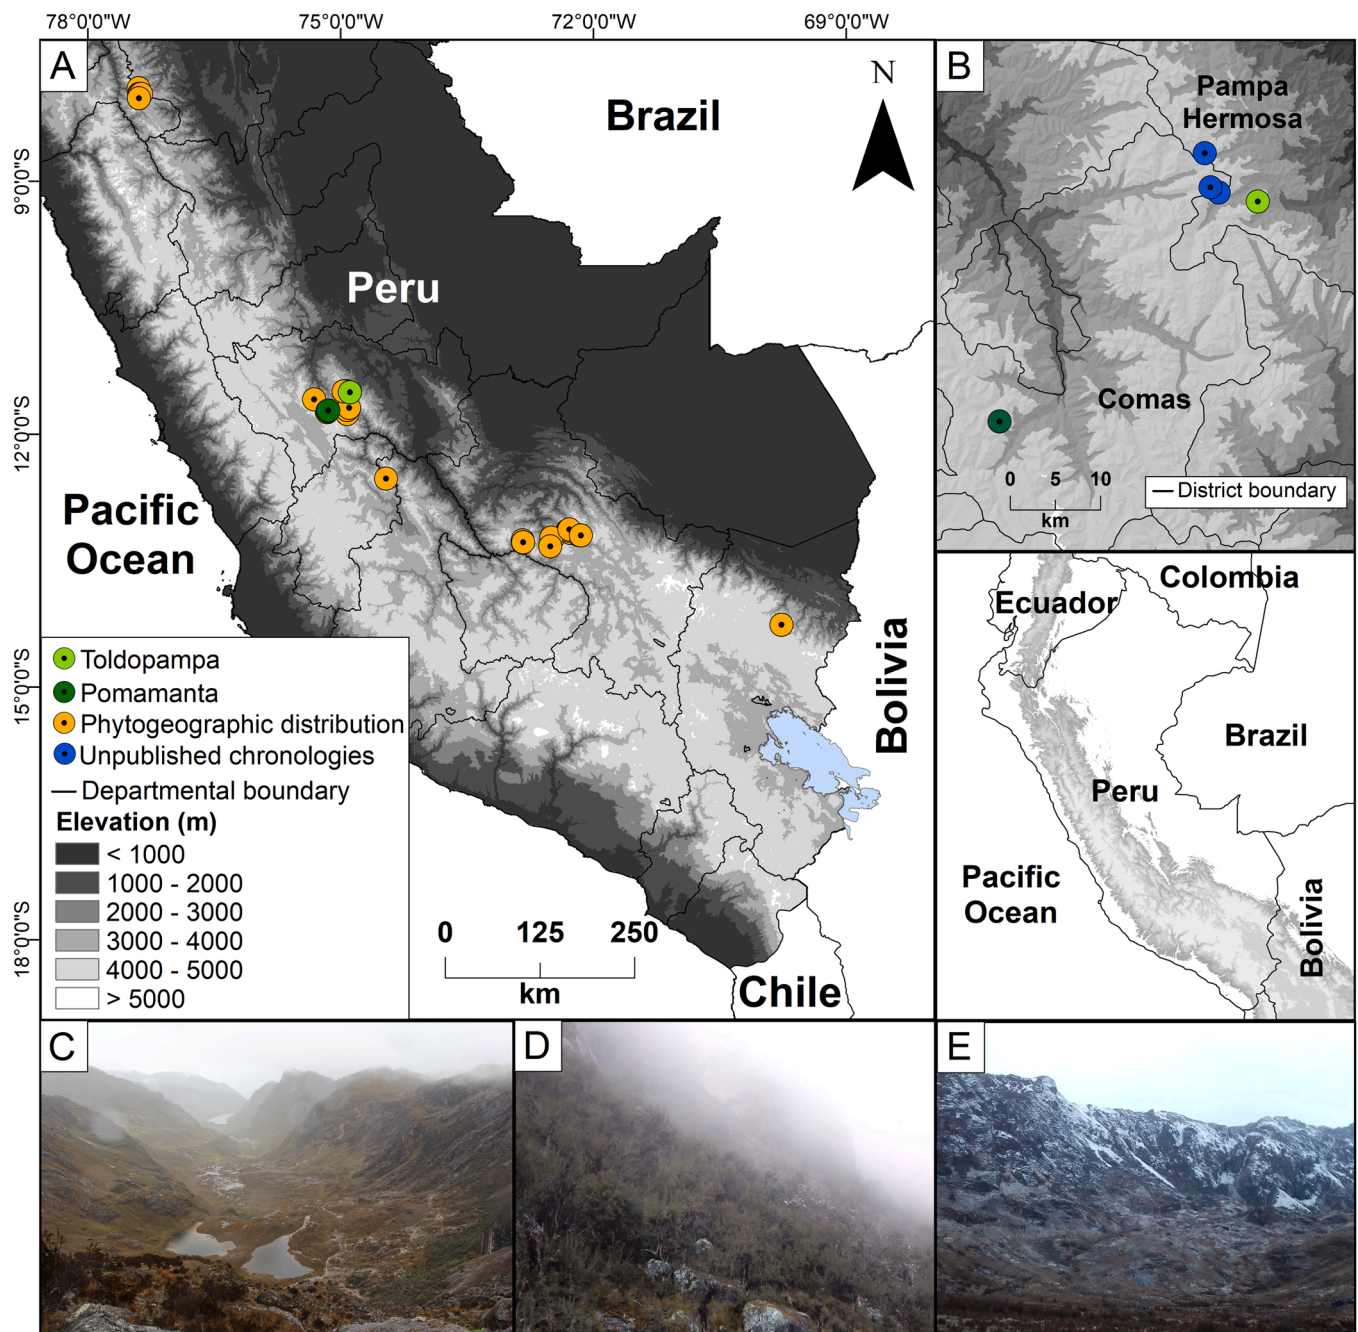 78°0'0"W
75°0'0"W
72°0'0"W
69°0'0"W
9°0'0"S
12°0'0"S
15°0'0"S
18°0'0"S
A
N
Brazil
Peru
Pacific
Ocean
Bolivia
Chile
Toldopampa
Pomamanta
Phytogeographic distribution
Unpublished chronologies
Departmental boundary
Elevation (m)
< 1000
1000 - 2000
2000 - 3000
3000 - 4000
4000 - 5000
> 5000
0 125 250
km
B
Pampa
Hermosa
Comas
0 5 10
km
District boundary
Colombia
Ecuador
Brazil
Peru
Pacific
Ocean
Bolivia
C
D
E